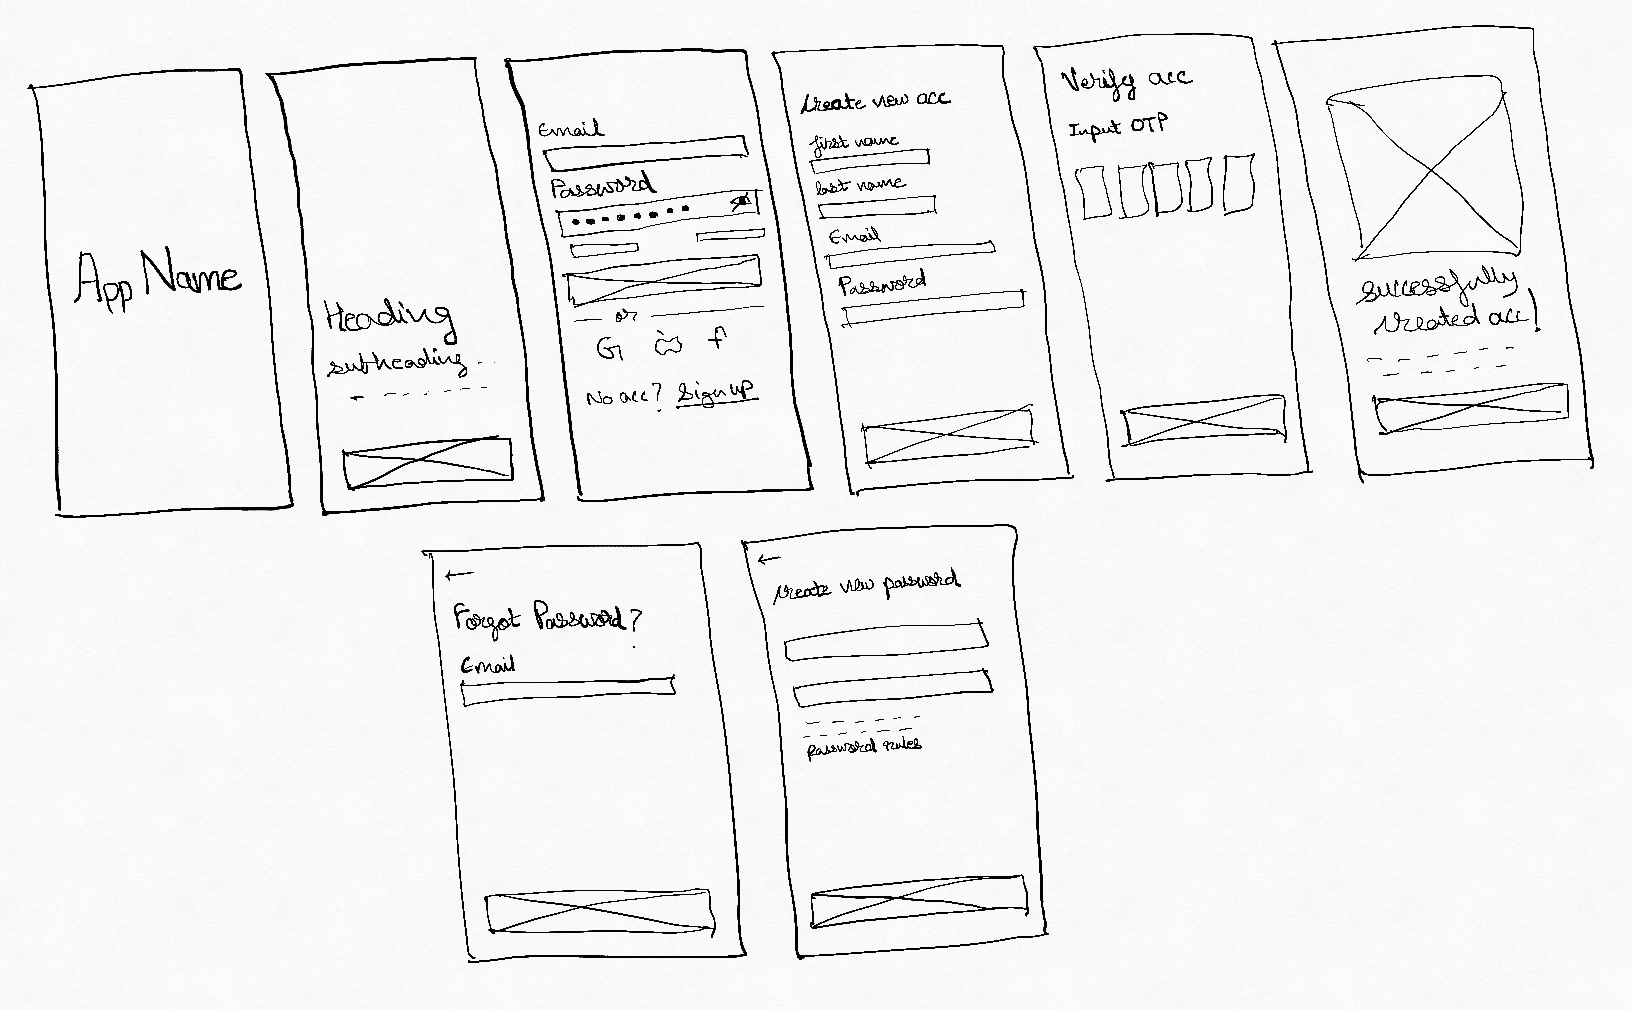 App Name
Heading
subheading
Email
Password
or
G f
No acc? Sign up
Create new acc
first name
last name
Email
Password
Verify acc
Input OTP
successfully
created acc!
Forgot Password?
Email
Create new password
password rules